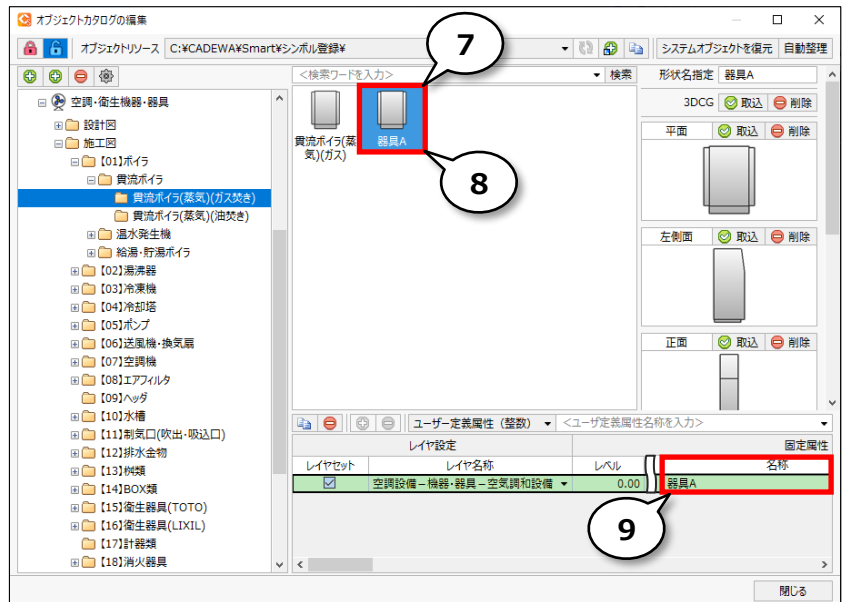 オブジェクトカタログの編集
オブジェクトリソース C:¥CADEWA¥Smart¥シンボル登録¥ システムオブジェクトを復元 自動整理
7
<検索ワードを入力> 検索 形状名指定 器具A
空調・衛生機器・器具
設計図
施工図
【01】ボイラ
貫流ボイラ
貫流ボイラ(蒸気)(ガス焚き)
貫流ボイラ(蒸気)(油焚き)
温水発生機
給湯・貯湯ボイラ
【02】湯沸器
【03】冷凍機
【04】冷却塔
【05】ポンプ
【06】送風機・換気扇
【07】空調機
【08】エアフィルタ
【09】ヘッダ
【10】水槽
【11】制気口(吹出・吸込口)
【12】排水金物
【13】桝類
【14】BOX類
【15】衛生器具(TOTO)
【16】衛生器具(LIXIL)
【17】計器類
【18】消火器具
貫流ボイラ(蒸
気)(ガス)
器具A
8
3DCG 取込 削除
平面 取込 削除
左側面 取込 削除
正面 取込 削除
ユーザー定義属性（整数） <ユーザ定義属性名称を入力>
レイヤ設定 固定属性
レイヤセット レイヤ名称 レベル 名称
空調設備－機器・器具－空気調和設備 0.00 器具A
9
閉じる